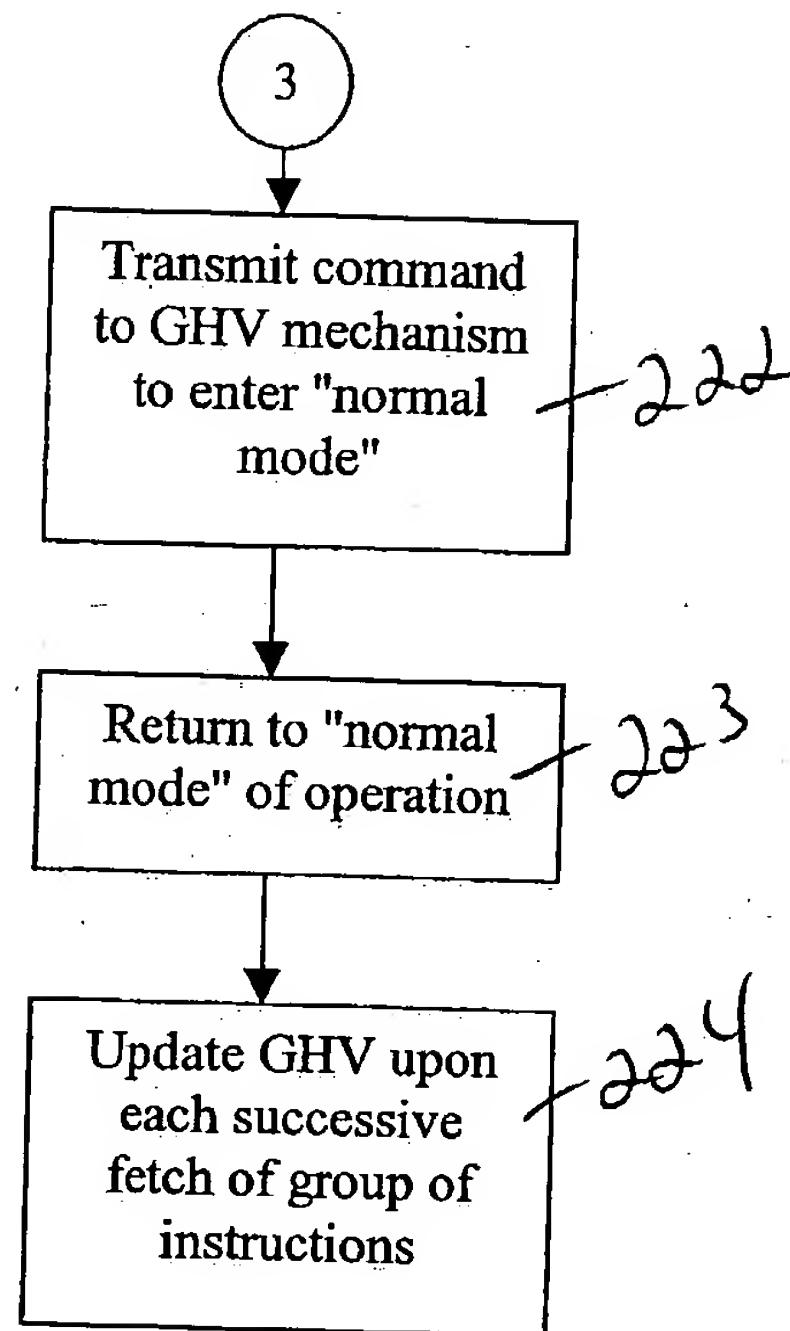 3
Transmit command
to GHV mechanism
to enter "normal
mode"
222
Return to "normal
mode" of operation
223
Update GHV upon
each successive
fetch of group of
instructions
224